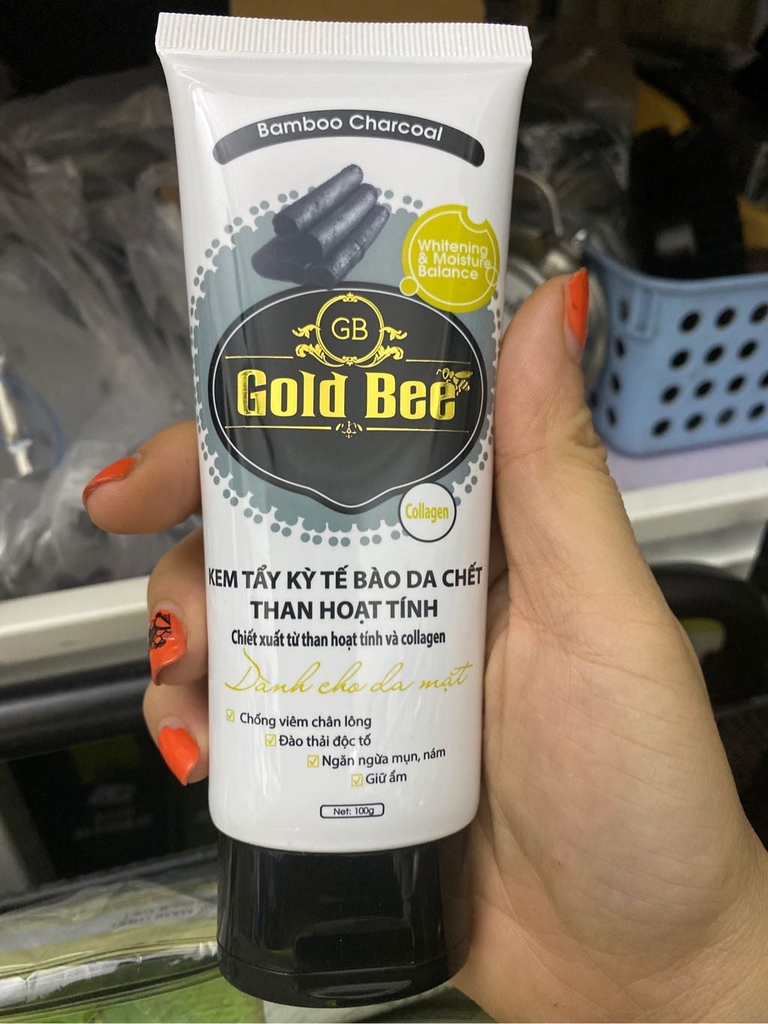 Bamboo Charcoal
Whitening
& Moisture
Balance
GB
Gold Bee
Collagen
KEM TẨY KỲ TẾ BÀO DA CHẾT
THAN HOẠT TÍNH
Chiết xuất từ than hoạt tính và collagen
Dành cho da mặt
Chống viêm chân lông
Đào thải độc tố
Ngăn ngừa mụn, nám
Giữ ẩm
Net: 100g